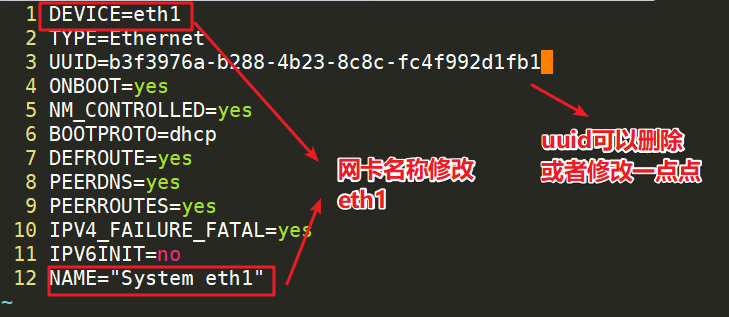 1 DEVICE=eth1
2 TYPE=Ethernet
3 UUID=b3f3976a-b288-4b23-8c8c-fc4f992d1fb1
4 ONBOOT=yes
5 NM_CONTROLLED=yes
6 BOOTPROTO=dhcp
7 DEFROUTE=yes
8 PEERDNS=yes
9 PEERROUTES=yes
10 IPV4_FAILURE_FATAL=yes
11 IPV6INIT=no
12 NAME="System eth1"
~
网卡名称修改
eth1
uuid可以删除
或者修改一点点